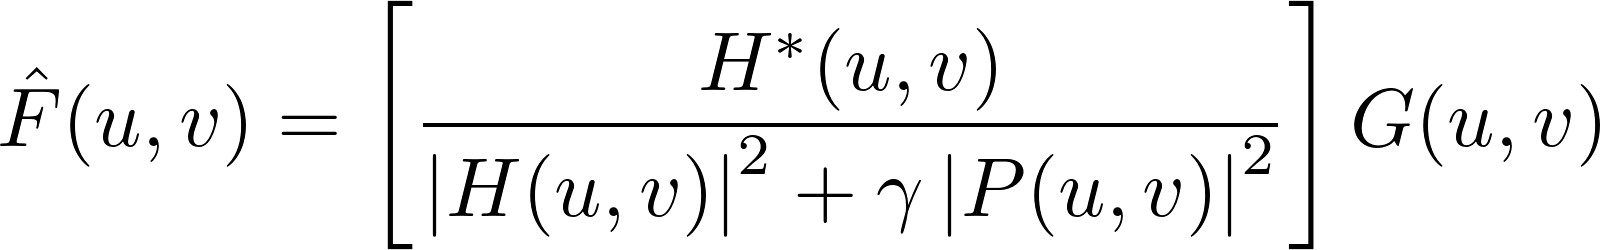 F̂(u, v) = [ H*(u, v) / (|H(u, v)|² + γ |P(u, v)|²) ] G(u, v)